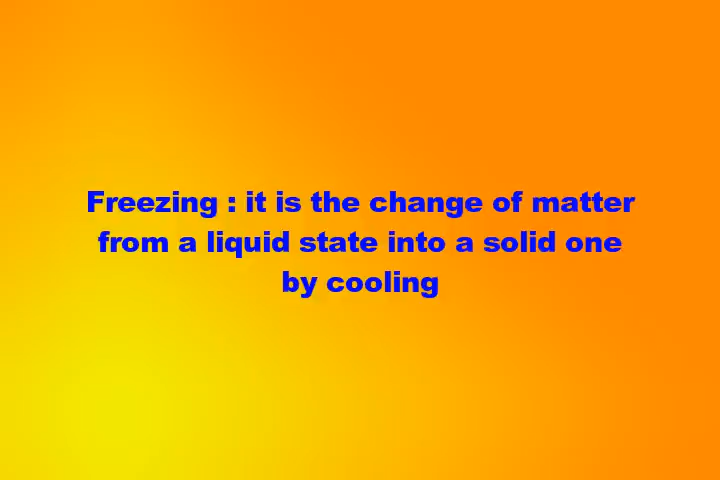 Freezing : it is the change of matter
from a liquid state into a solid one
by cooling